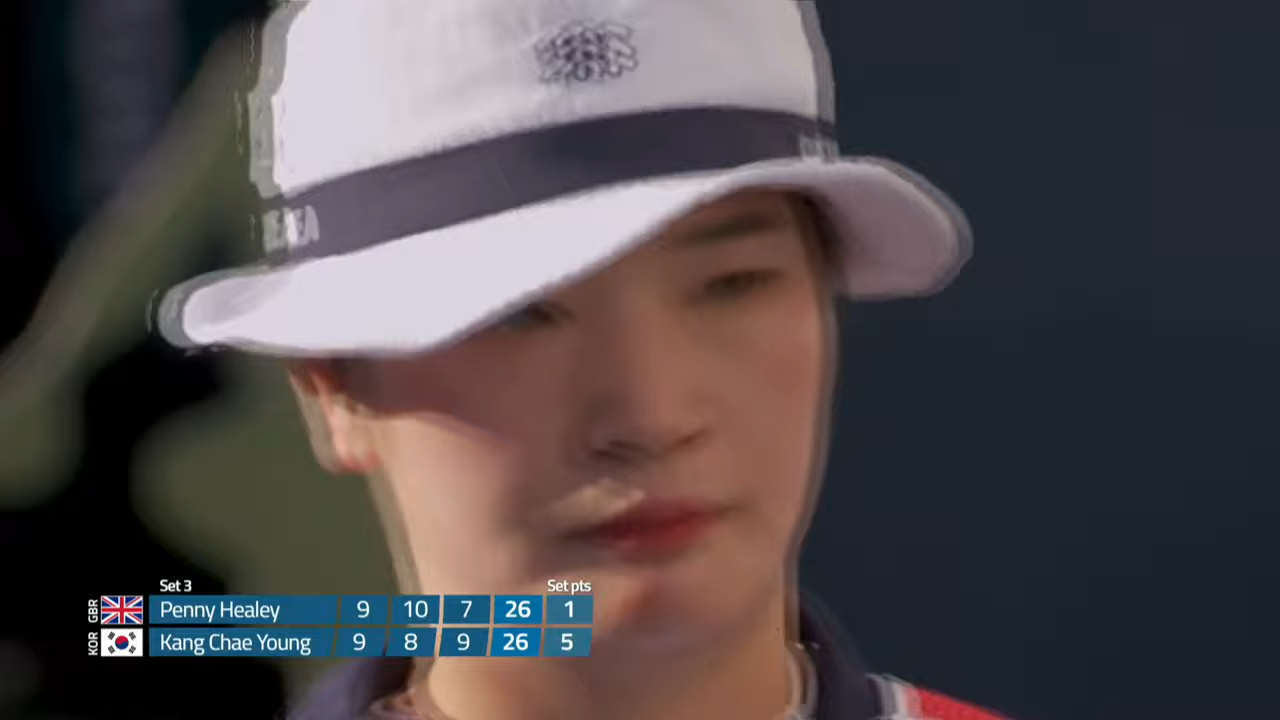 KOREA
Set 3 Set pts
GBR Penny Healey 9 10 7 26 1
KOR Kang Chae Young 9 8 9 26 5